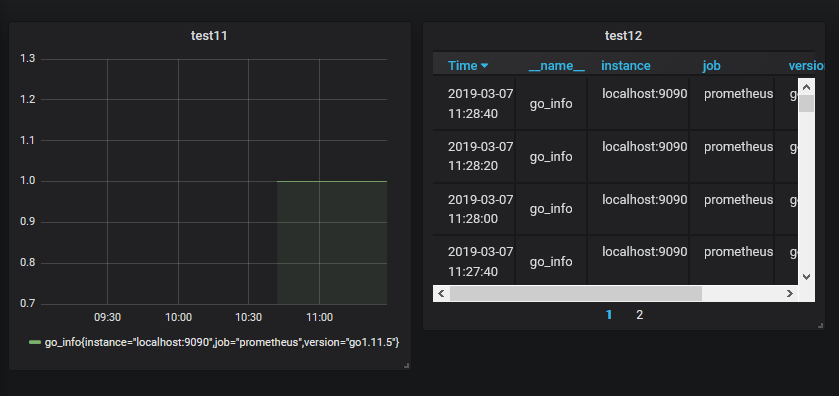 test11
1.3
1.2
1.1
1.0
0.9
0.8
0.7
09:30 10:00 10:30 11:00
go_info{instance="localhost:9090",job="prometheus",version="go1.11.5"}
test12
Time __name__ instance job version
2019-03-07 11:28:40 go_info localhost:9090 prometheus g
2019-03-07 11:28:20 go_info localhost:9090 prometheus g
2019-03-07 11:28:00 go_info localhost:9090 prometheus g
2019-03-07 11:27:40 go_info localhost:9090 prometheus g
1 2